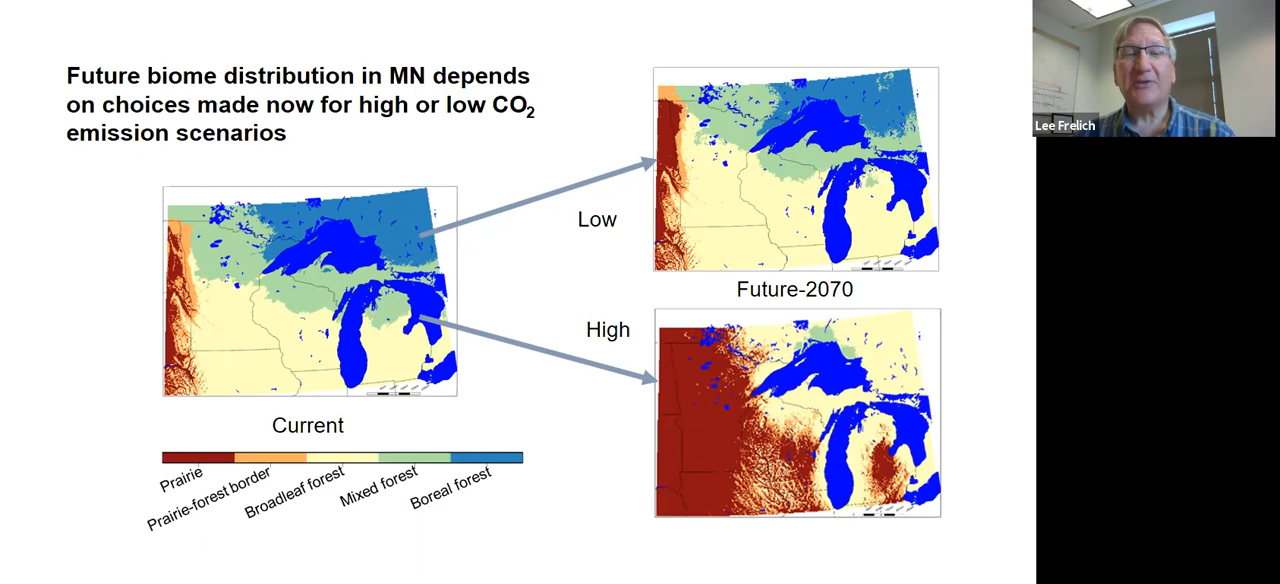 Future biome distribution in MN depends
on choices made now for high or low CO₂
emission scenarios
Lee Frelich
Low
Future-2070
High
Current
Prairie
Prairie-forest border
Broadleaf forest
Mixed forest
Boreal forest